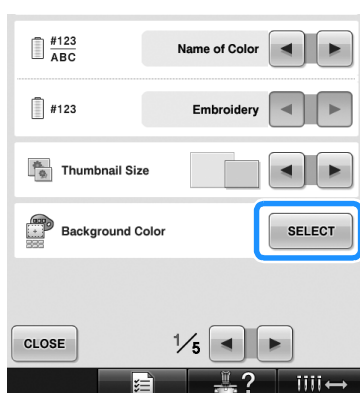 #123
ABC
Name of Color
#123
Embroidery
Thumbnail Size
Background Color
SELECT
CLOSE
1/5
?